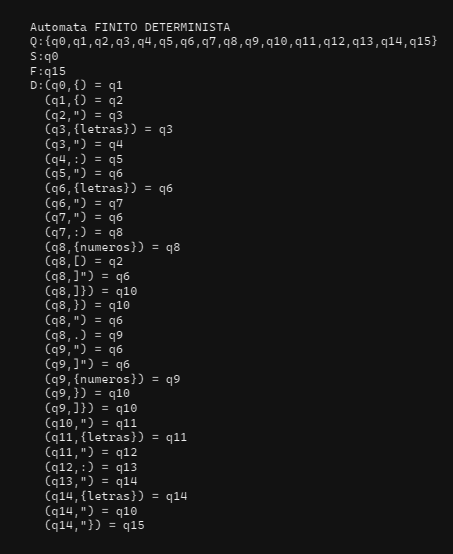 Automata FINITO DETERMINISTA
Q:{q0,q1,q2,q3,q4,q5,q6,q7,q8,q9,q10,q11,q12,q13,q14,q15}
S:q0
F:q15
D:(q0,{) = q1
(q1,{) = q2
(q2,") = q3
(q3,{letras}) = q3
(q3,") = q4
(q4,:) = q5
(q5,") = q6
(q6,{letras}) = q6
(q6,") = q7
(q7,") = q6
(q7,:) = q8
(q8,{numeros}) = q8
(q8,[) = q2
(q8,]") = q6
(q8,]}) = q10
(q8,}) = q10
(q8,") = q6
(q8,.) = q9
(q9,") = q6
(q9,]") = q6
(q9,{numeros}) = q9
(q9,}) = q10
(q9,]}) = q10
(q10,") = q11
(q11,{letras}) = q11
(q11,") = q12
(q12,:) = q13
(q13,") = q14
(q14,{letras}) = q14
(q14,") = q10
(q14,"}) = q15